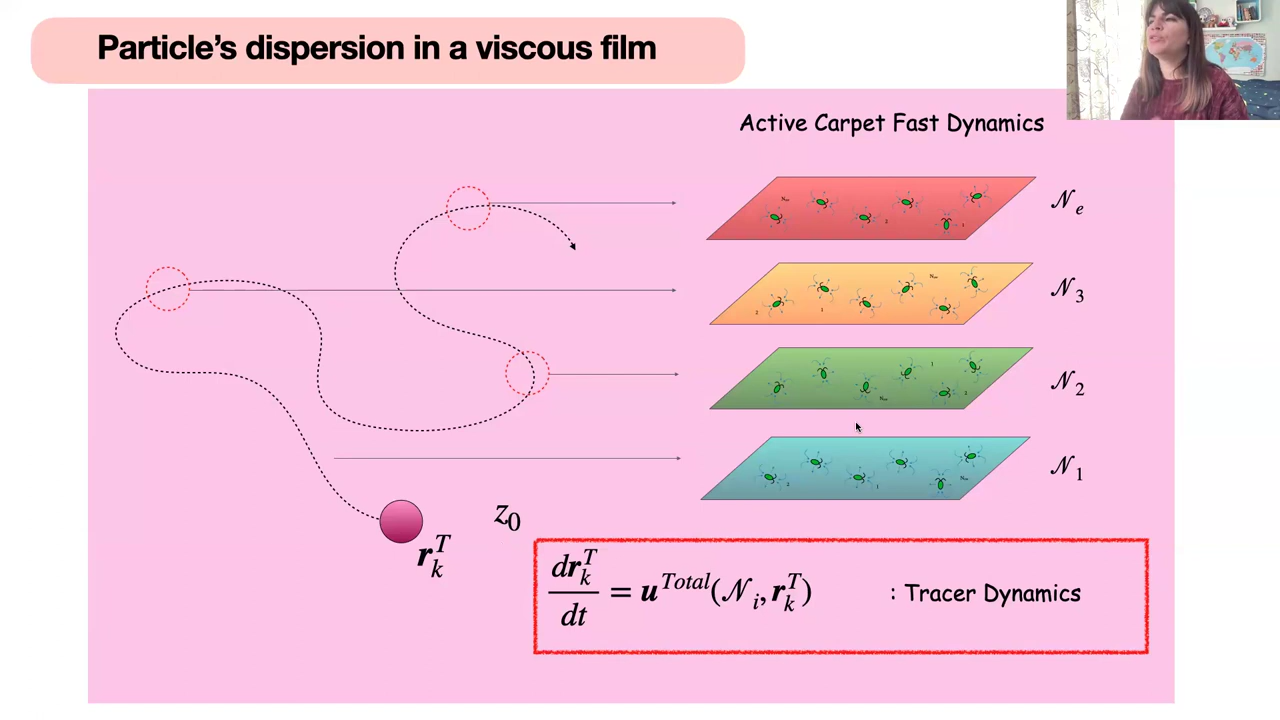 Particle's dispersion in a viscous film
Active Carpet Fast Dynamics
𝒩e
𝒩3
𝒩2
𝒩1
z0
r_k^T
dr_k^T/dt = u^Total(𝒩i, r_k^T) : Tracer Dynamics